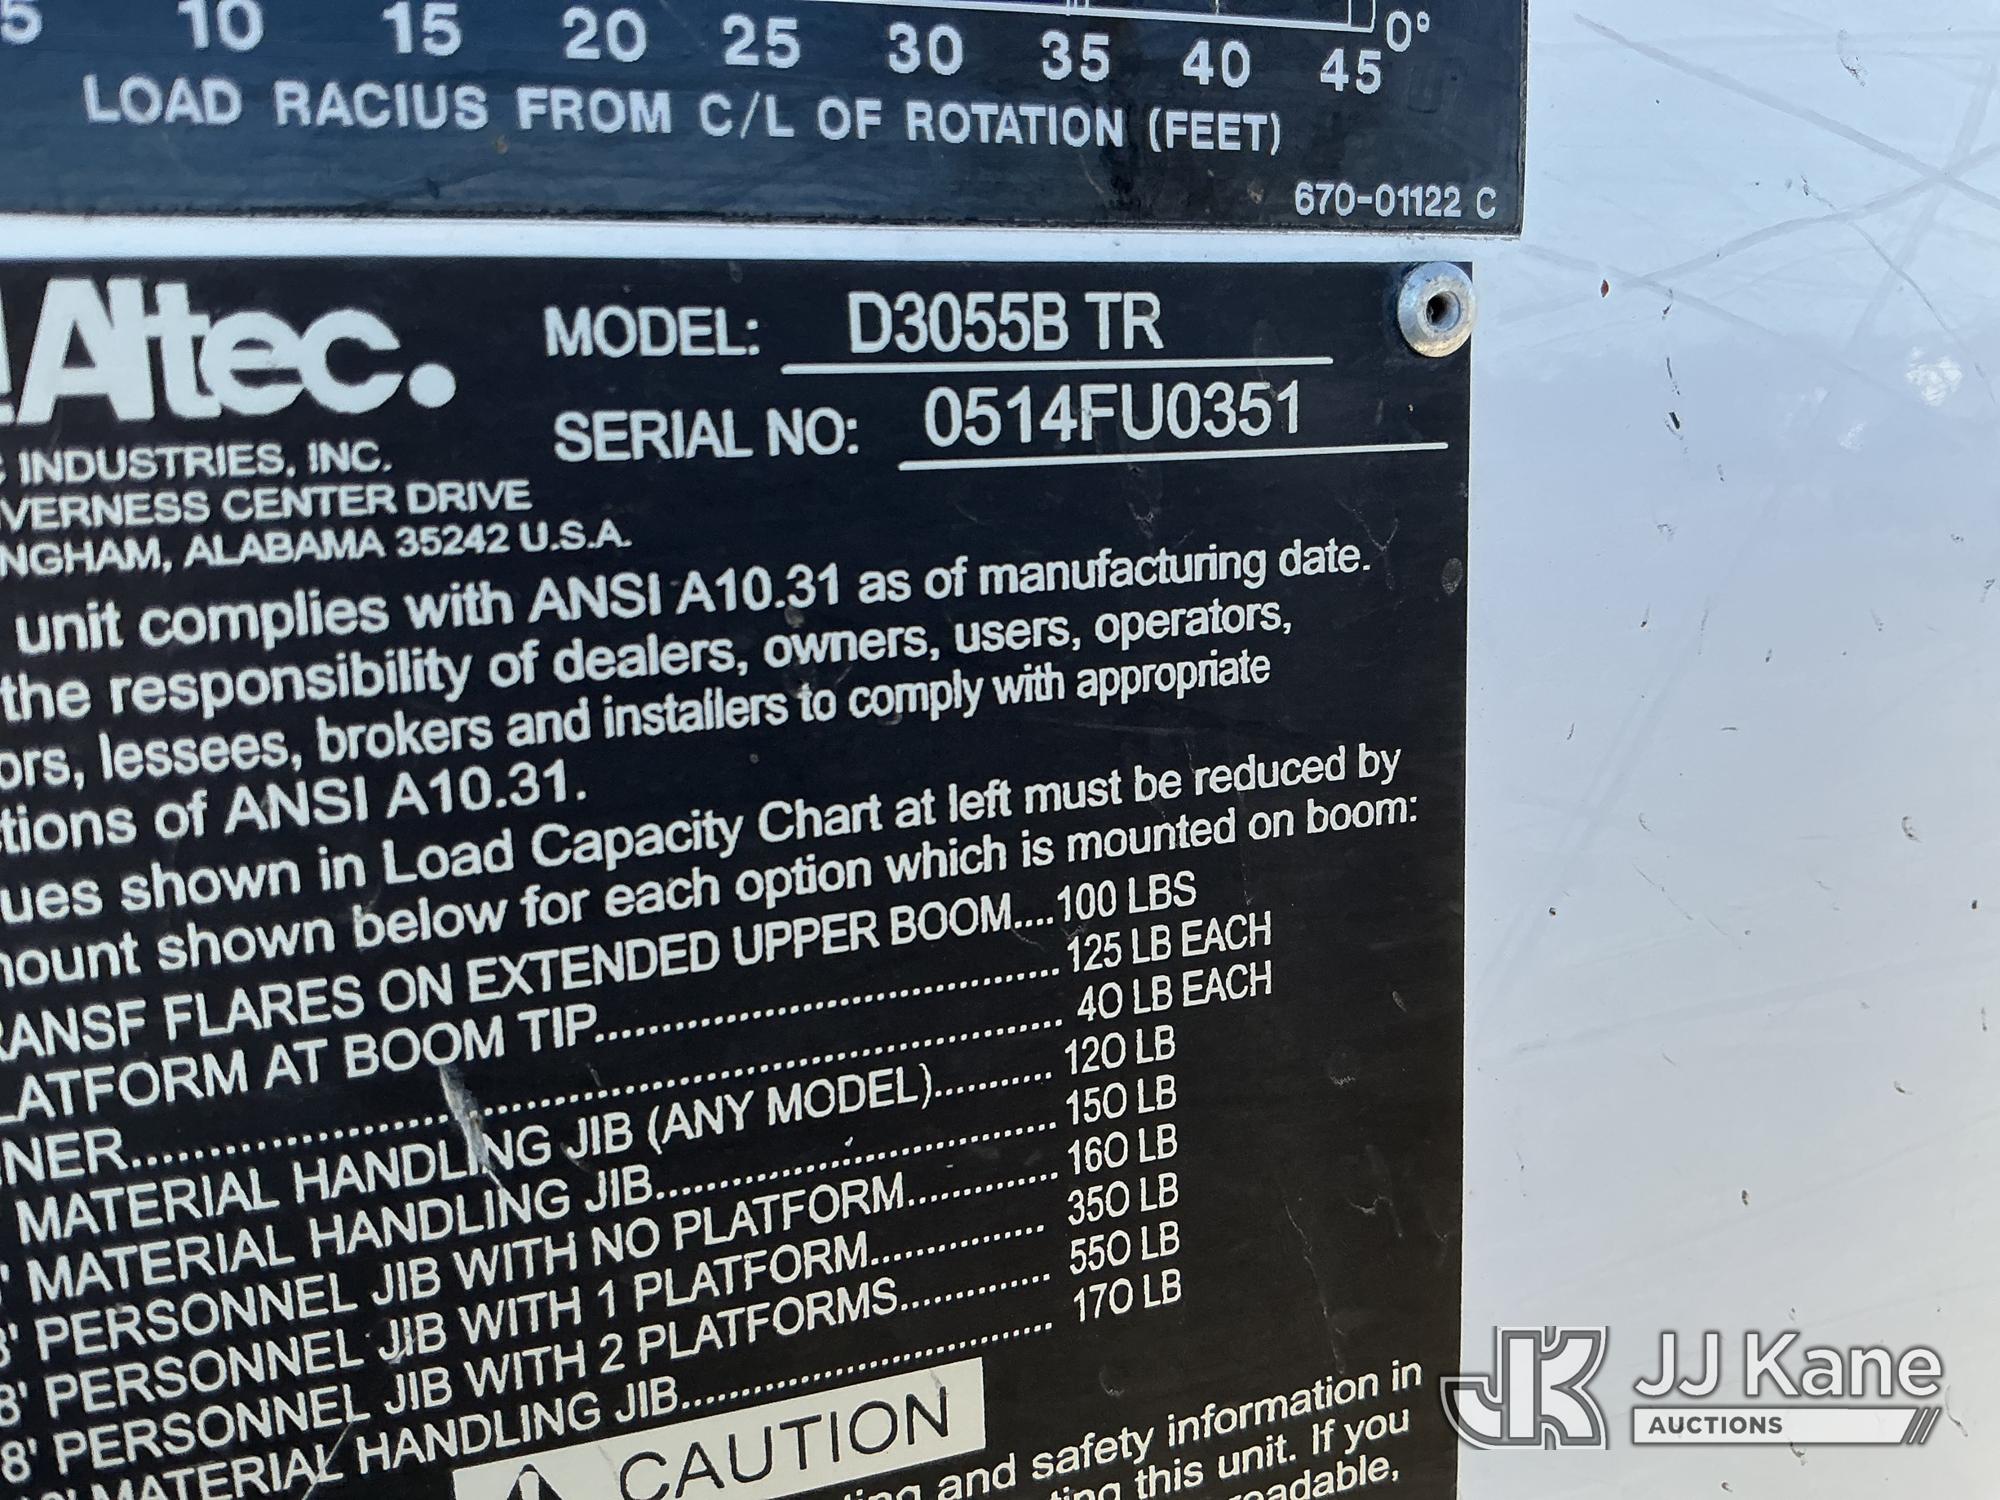 5 10 15 20 25 30 35 40 45 0°
LOAD RACIUS FROM C/L OF ROTATION (FEET)
670-01122 C
Altec.
INDUSTRIES, INC.
VERNESS CENTER DRIVE
NGHAM, ALABAMA 35242 U.S.A.
MODEL: D3055B TR
SERIAL NO: 0514FU0351
unit complies with ANSI A10.31 as of manufacturing date.
the responsibility of dealers, owners, users, operators,
ors, lessees, brokers and installers to comply with appropriate
tions of ANSI A10.31.
ues shown in Load Capacity Chart at left must be reduced by
nount shown below for each option which is mounted on boom:
RANSF FLARES ON EXTENDED UPPER BOOM....100 LBS
LATFORM AT BOOM TIP.......... 125 LB EACH
NER.......... 40 LB EACH
MATERIAL HANDLING JIB (ANY MODEL).......... 120 LB
' MATERIAL HANDLING JIB.......... 150 LB
8' PERSONNEL JIB WITH NO PLATFORM.......... 160 LB
8' PERSONNEL JIB WITH 1 PLATFORM.......... 350 LB
8' PERSONNEL JIB WITH 2 PLATFORMS.......... 550 LB
' MATERIAL HANDLING JIB.......... 170 LB
CAUTION
and safety information in
this unit. If you
readable,
JK JJ Kane
AUCTIONS